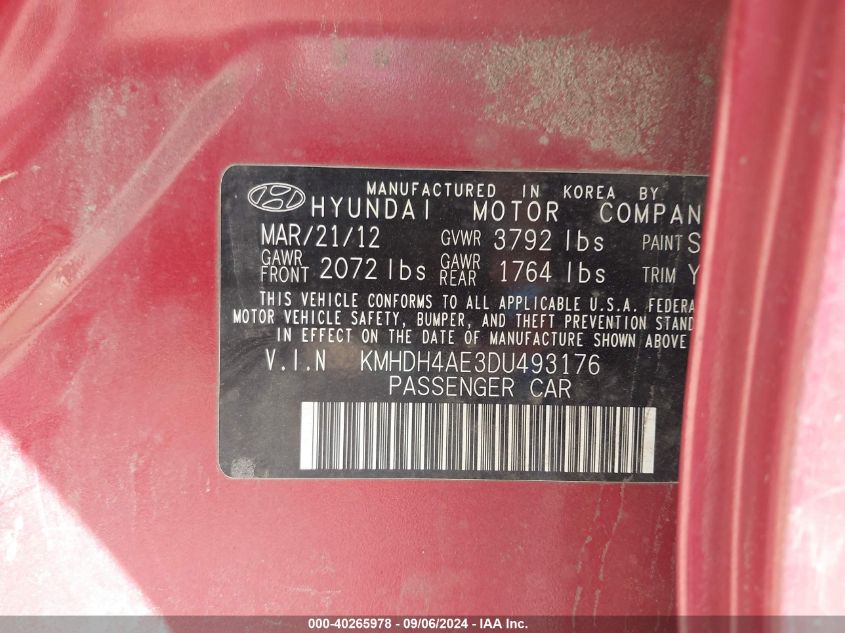 MANUFACTURED IN KOREA BY
HYUNDAI MOTOR COMPAN
MAR/21/12 GVWR 3792 lbs PAINT S
GAWR FRONT 2072 lbs GAWR REAR 1764 lbs TRIM Y
THIS VEHICLE CONFORMS TO ALL APPLICABLE U.S.A. FEDERA
MOTOR VEHICLE SAFETY, BUMPER, AND THEFT PREVENTION STAND
IN EFFECT ON THE DATE OF MANUFACTURE SHOWN ABOVE
V.I.N KMHDH4AE3DU493176
PASSENGER CAR
000-40265978 - 09/06/2024 - IAA Inc.